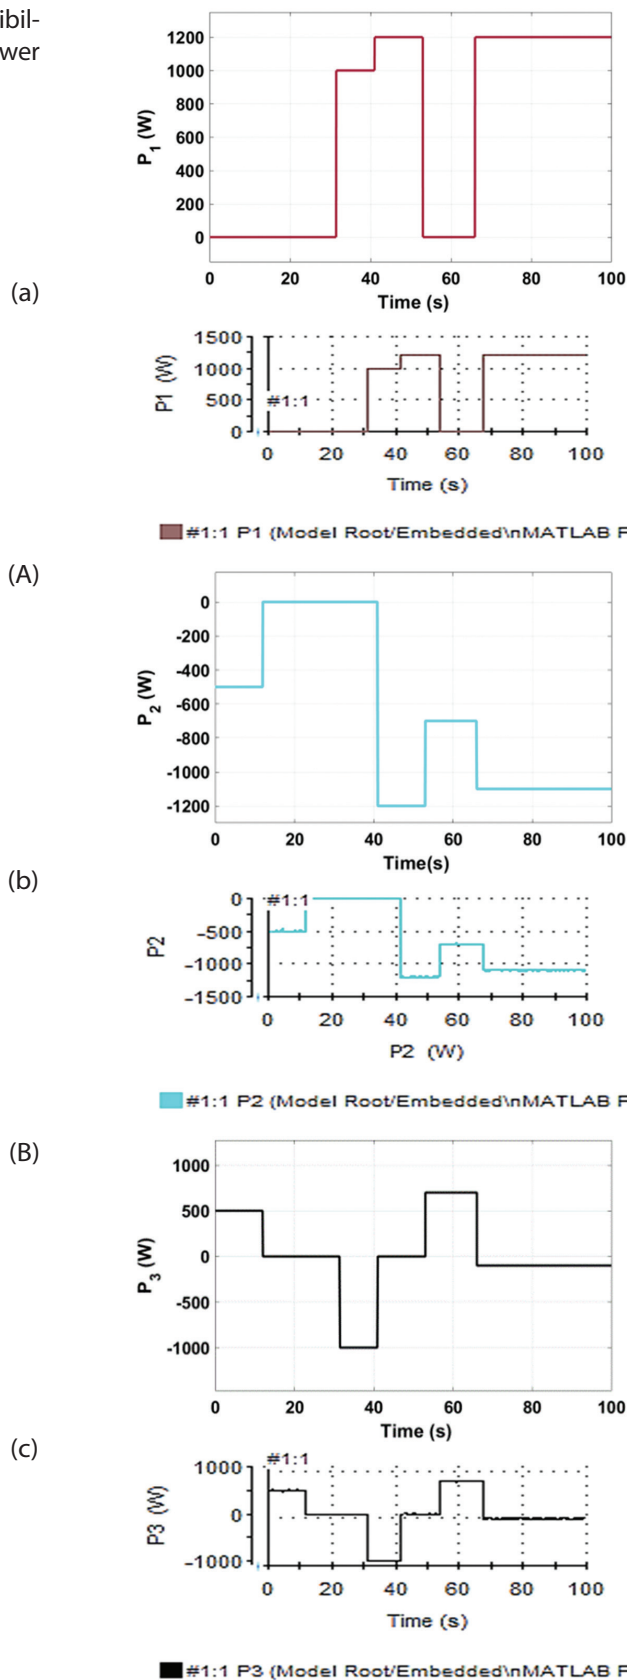 ibil-
wer
1200
1000
800
600
400
200
0
P1 (W)
0 20 40 60 80 100
Time (s)
(a)
1500
1000
500
0
P1 (W)
#1:1
0 20 40 60 80 100
Time (s)
#1:1 P1 (Model Root/Embedded\nMATLAB F
(A)
0
-200
-400
-600
-800
-1000
-1200
P2 (W)
0 20 40 60 80 100
Time(s)
(b)
0
-500
-1000
-1500
P2
#1:1
0 20 40 60 80 100
P2 (W)
#1:1 P2 (Model Root/Embedded\nMATLAB F
(B)
1000
500
0
-500
-1000
P3 (W)
0 20 40 60 80 100
Time (s)
(c)
1000
0
-1000
P3 (W)
#1:1
0 20 40 60 80 100
Time (s)
#1:1 P3 (Model Root/Embedded\nMATLAB F